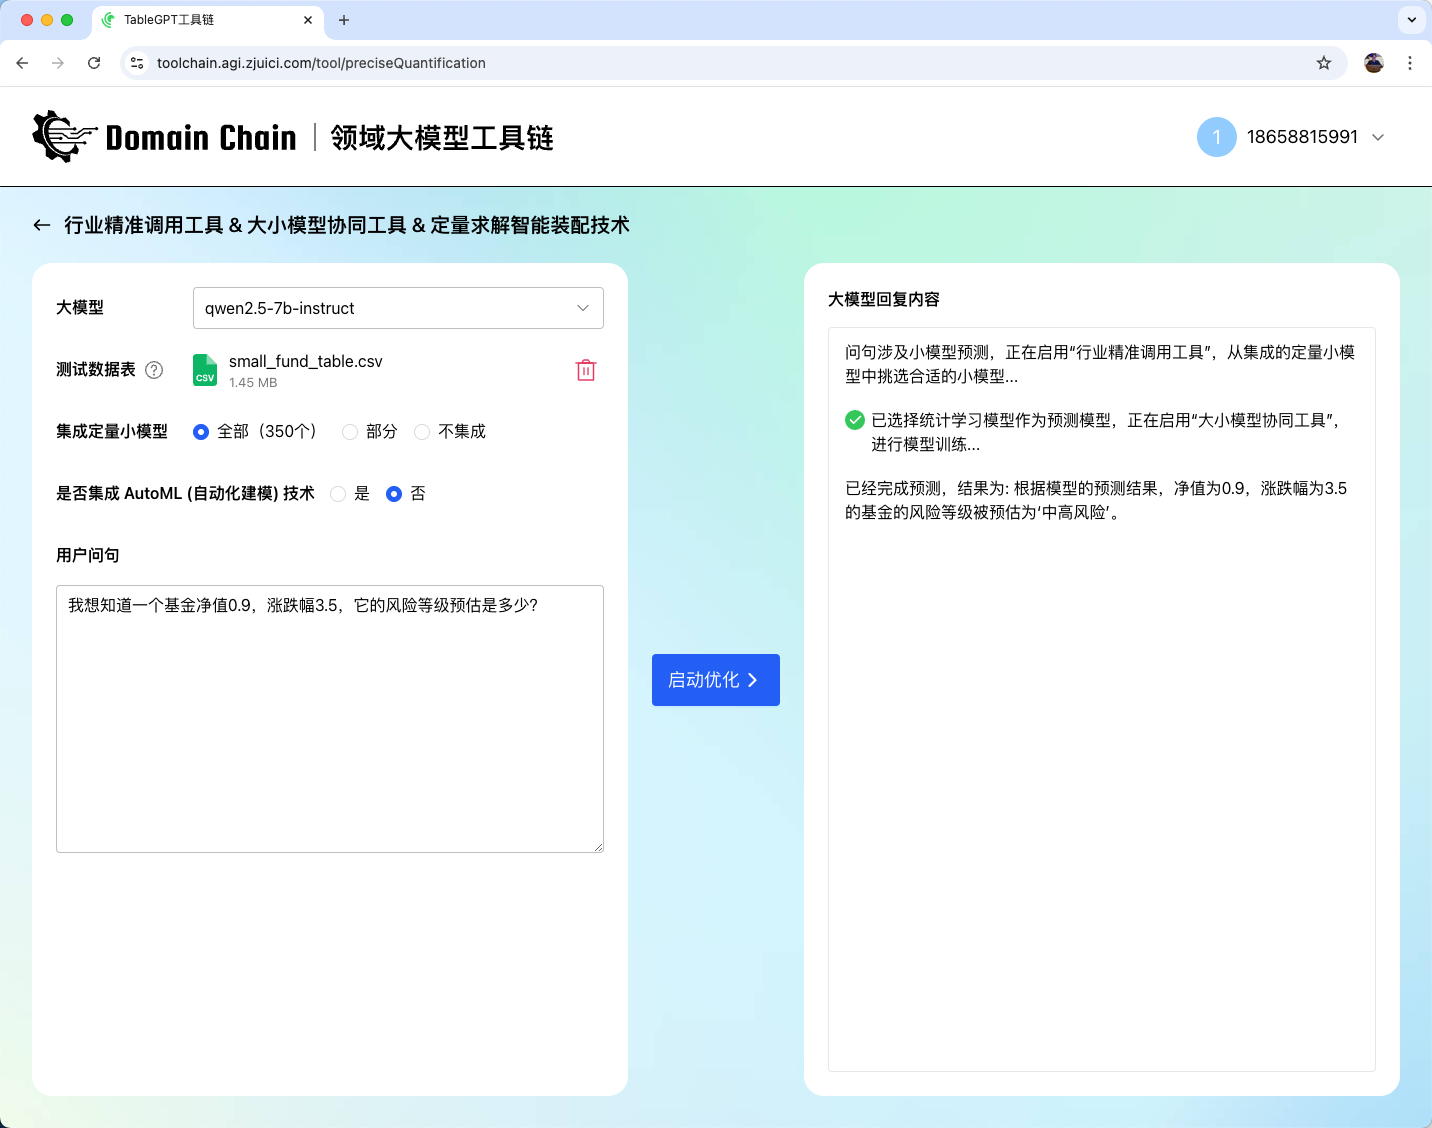 TableGPT工具链
toolchain.agi.zjuici.com/tool/preciseQuantification
Domain Chain
领域大模型工具链
1
18658815991
行业精准调用工具 & 大小模型协同工具 & 定量求解智能装配技术
大模型
qwen2.5-7b-instruct
测试数据表
?
CSV
small_fund_table.csv
1.45 MB
集成定量小模型
全部（350个）
部分
不集成
是否集成 AutoML (自动化建模) 技术
是
否
用户问句
我想知道一个基金净值0.9，涨跌幅3.5，它的风险等级预估是多少?
启动优化
大模型回复内容
问句涉及小模型预测，正在启用“行业精准调用工具”，从集成的定量小模
型中挑选合适的小模型...
已选择统计学习模型作为预测模型，正在启用“大小模型协同工具”，
进行模型训练...
已经完成预测，结果为: 根据模型的预测结果，净值为0.9，涨跌幅为3.5
的基金的风险等级被预估为‘中高风险’。